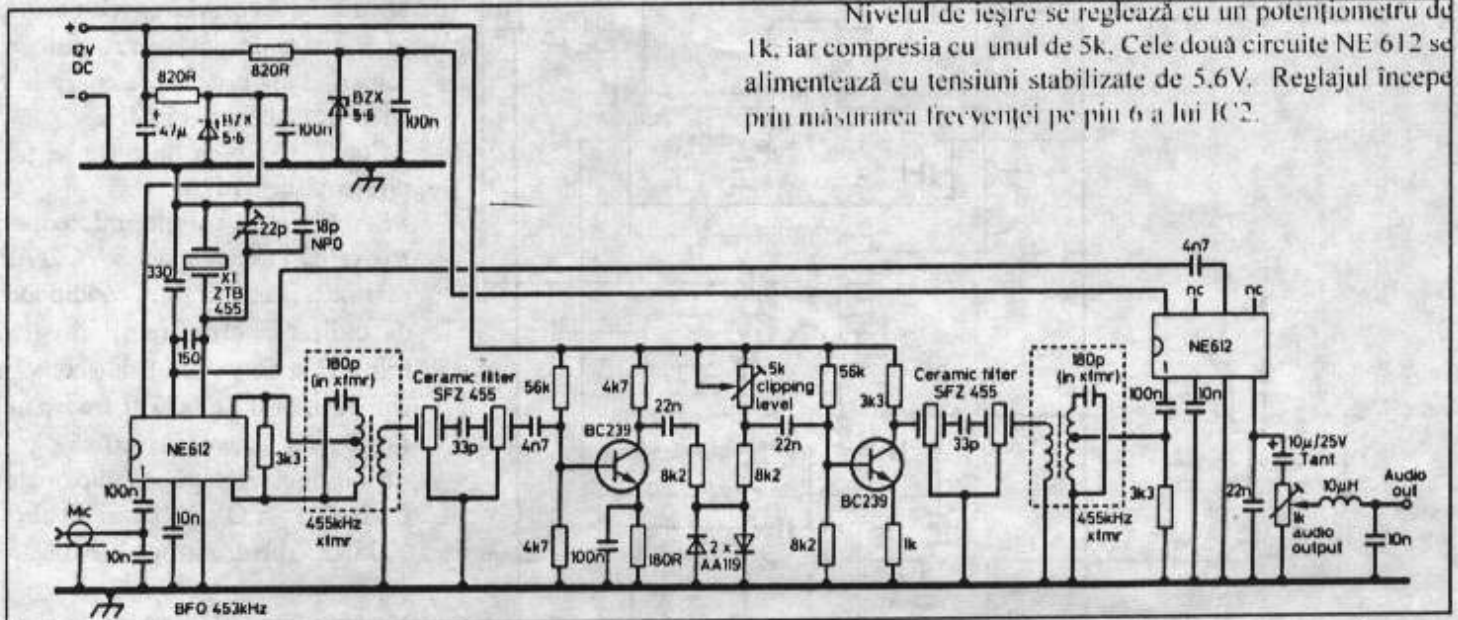 Nivelul de ieșire se reglează cu un potențiometru de
1k, iar compresia cu unul de 5k. Cele două circuite NE 612 se
alimentează cu tensiuni stabilizate de 5,6V. Reglajul începe
prin măsurarea frecvenței pe pin 6 a lui IC2.
+
12V
DC
-
820R
820R
+
47µ
BZX
5·6
100n
BZX
5·6
100n
330
X1
ZTB
455
22p
18p
NP0
150
4n7
nc
nc
NE612
1
NE612
1
3k3
180p
(in xfmr)
455kHz
xfmr
Ceramic filter
SFZ 455
33p
4n7
56k
4k7
BC239
4k7
100n
180R
22n
8k2
5k
clipping
level
8k2
2 x
AA119
22n
56k
8k2
3k3
BC239
1k
Ceramic filter
SFZ 455
33p
180p
(in xfmr)
455kHz
xfmr
100n
10n
3k3
22n
+
10µ/25V
Tant
1k
audio
output
10µH
Audio
out
10n
Mic
100n
10n
10n
BFO 453kHz